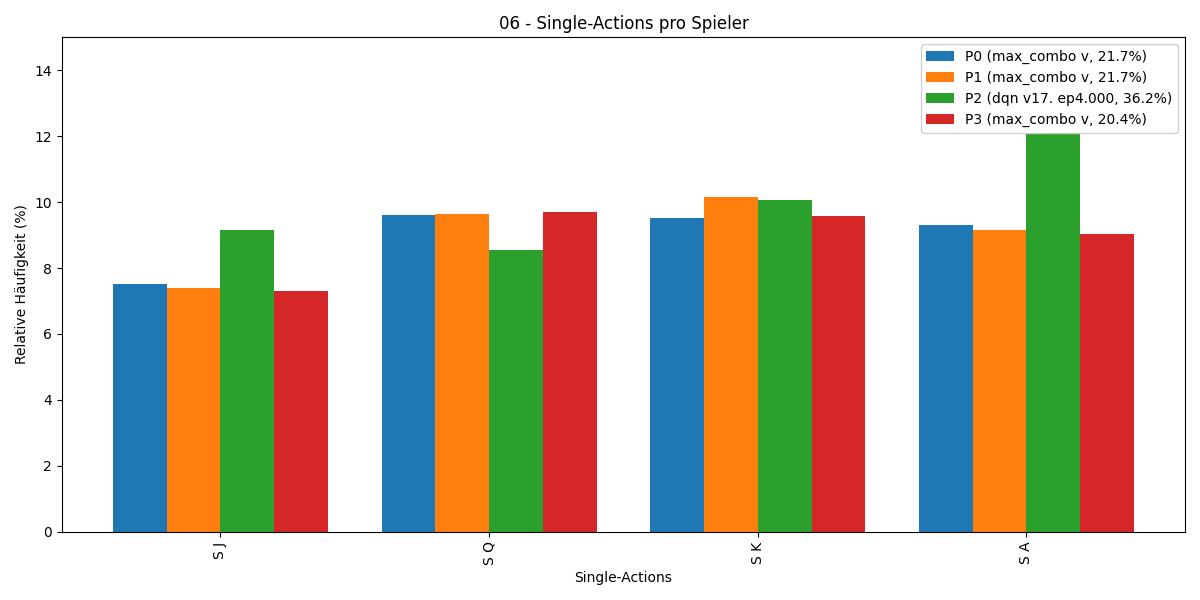 06 - Single-Actions pro Spieler
P0 (max_combo v, 21.7%)
P1 (max_combo v, 21.7%)
P2 (dqn v17. ep4.000, 36.2%)
P3 (max_combo v, 20.4%)
Relative Häufigkeit (%)
14
12
10
8
6
4
2
0
S J
S Q
S K
S A
Single-Actions